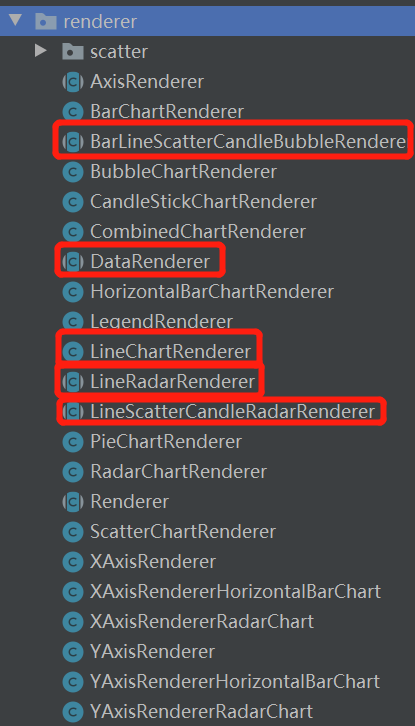 renderer
scatter
AxisRenderer
BarChartRenderer
BarLineScatterCandleBubbleRendere
BubbleChartRenderer
CandleStickChartRenderer
CombinedChartRenderer
DataRenderer
HorizontalBarChartRenderer
LegendRenderer
LineChartRenderer
LineRadarRenderer
LineScatterCandleRadarRenderer
PieChartRenderer
RadarChartRenderer
Renderer
ScatterChartRenderer
XAxisRenderer
XAxisRendererHorizontalBarChart
XAxisRendererRadarChart
YAxisRenderer
YAxisRendererHorizontalBarChart
YAxisRendererRadarChart